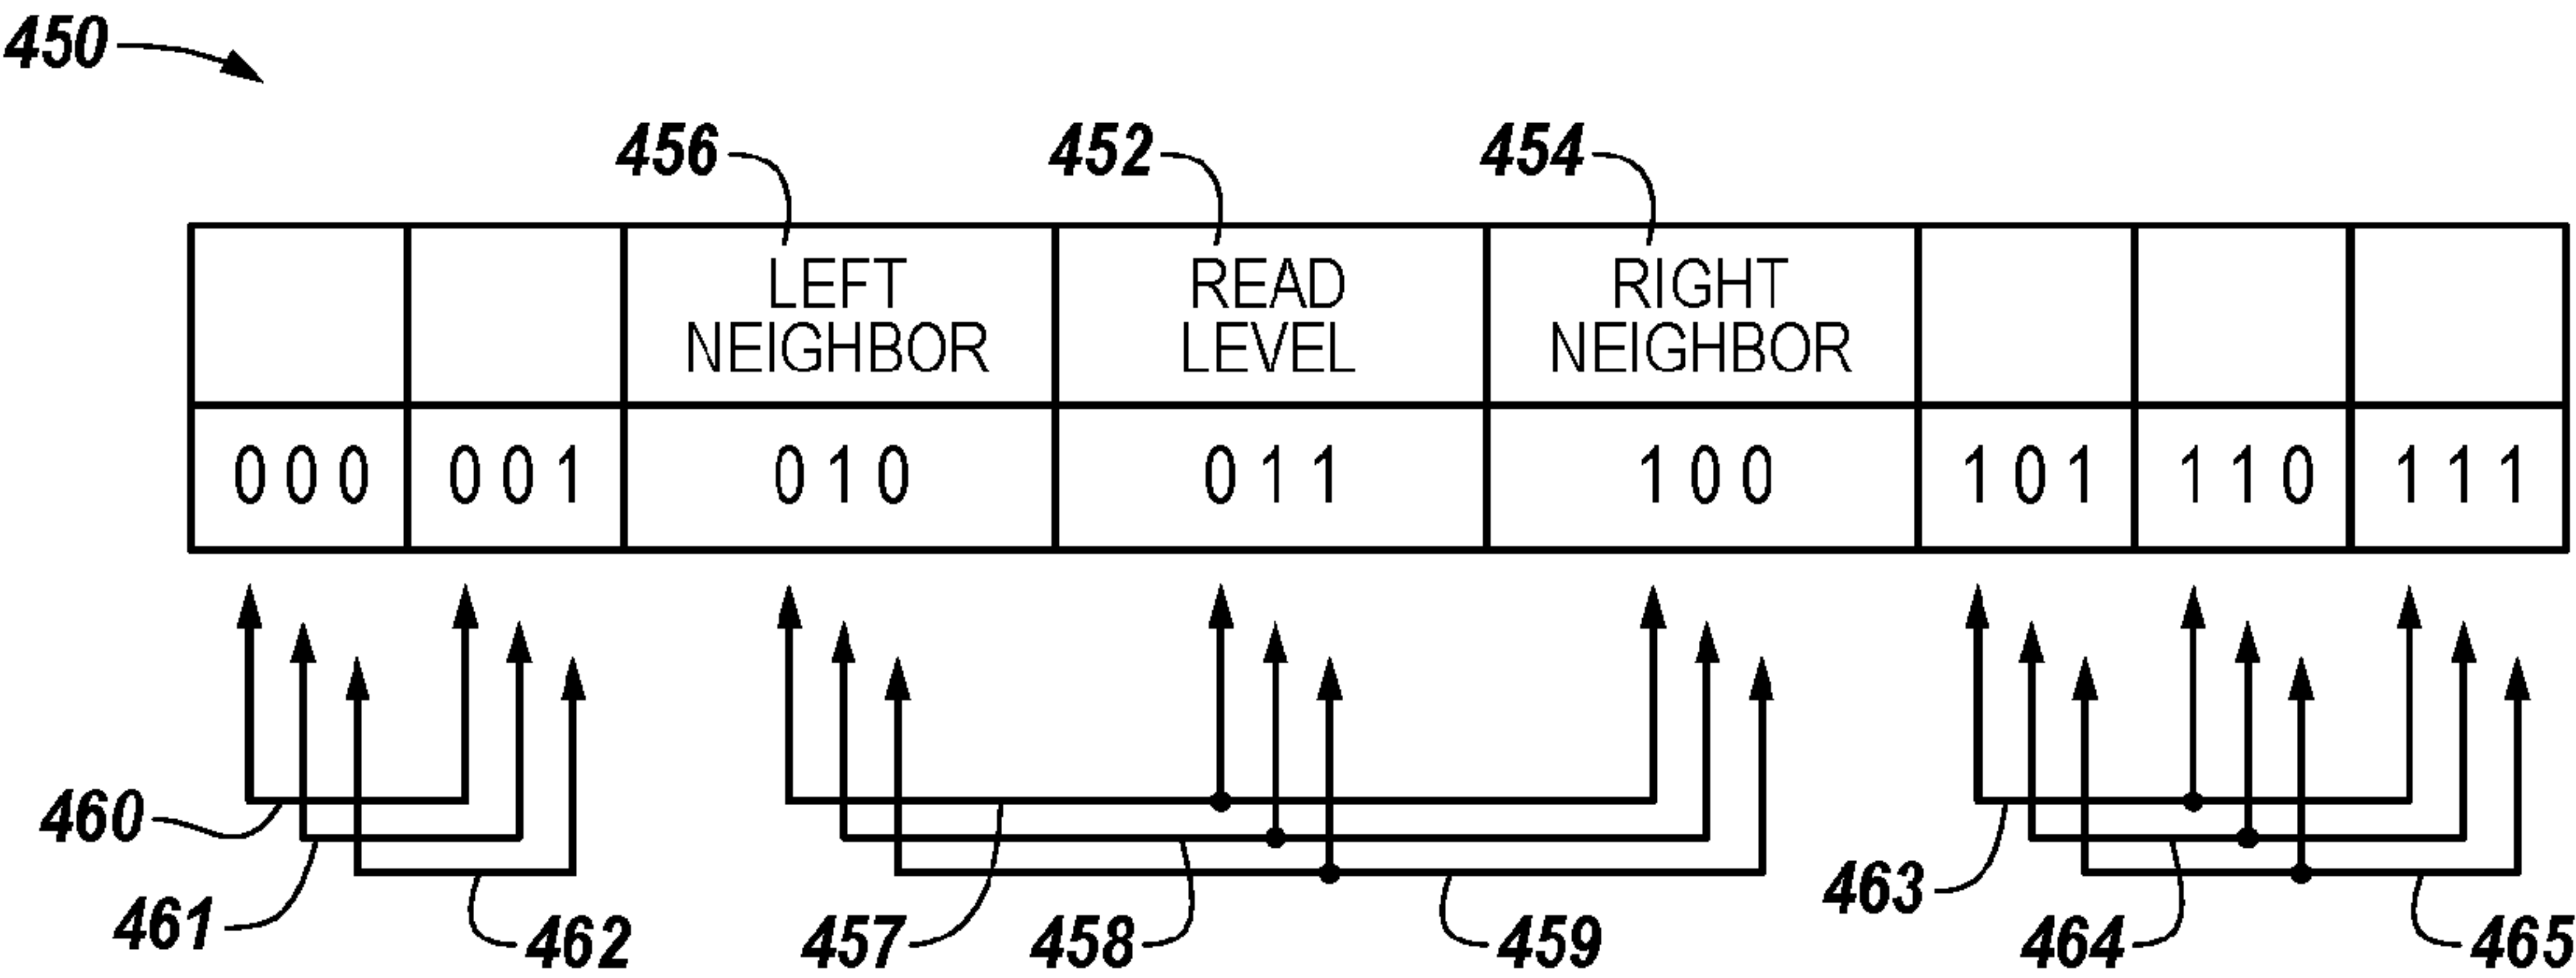 450
456 452 454
LEFT READ RIGHT
NEIGHBOR LEVEL NEIGHBOR
0 0 0 0 0 1 0 1 0 0 1 1 1 0 0 1 0 1 1 1 0 1 1 1
460 463
461 462 457 458 459 464 465